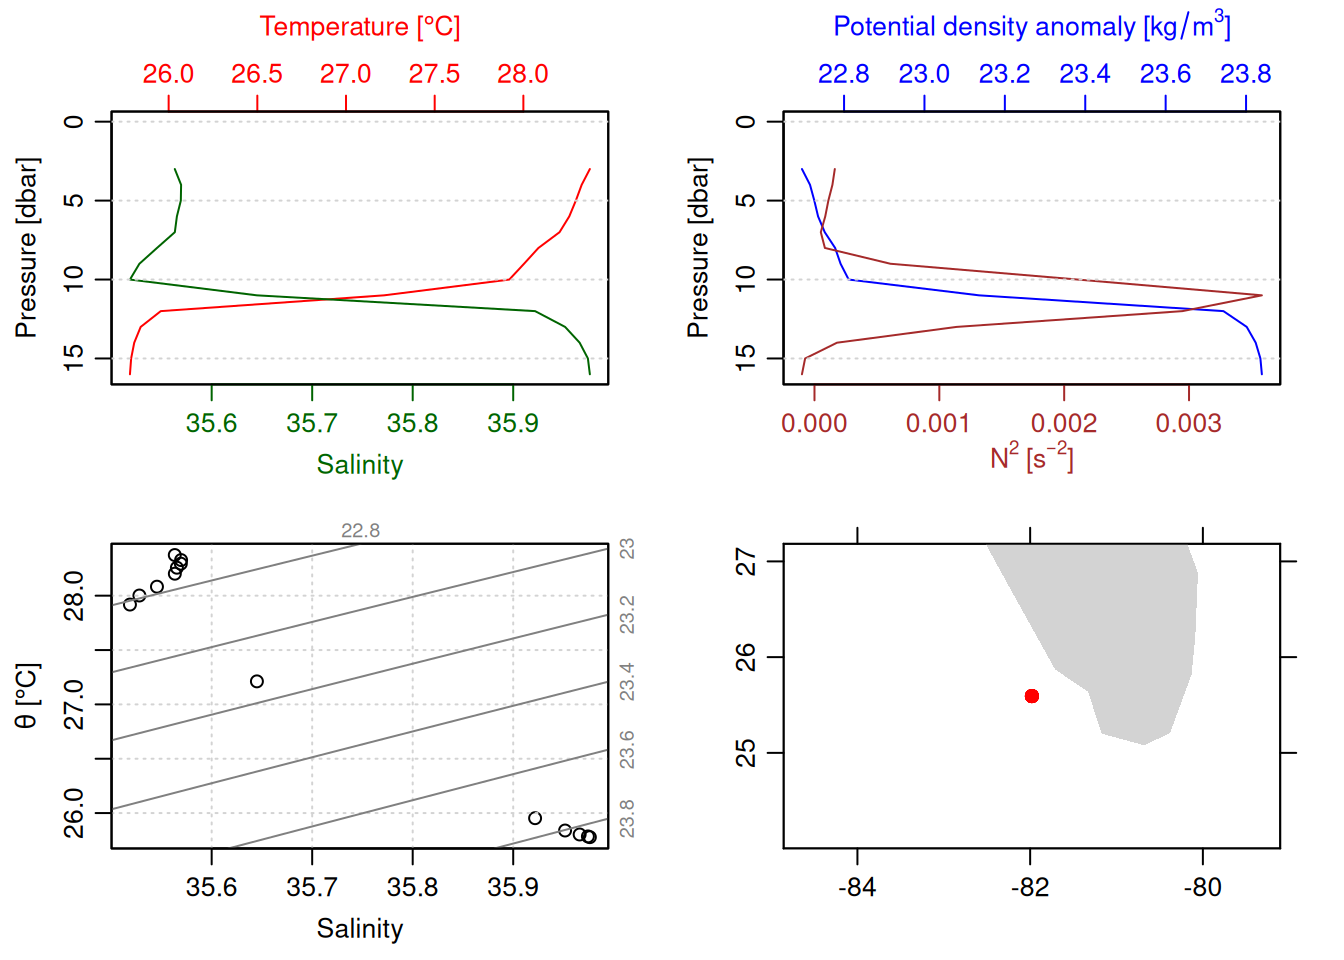 Temperature [°C]
26.0 26.5 27.0 27.5 28.0
Pressure [dbar]
0
5
10
15
35.6 35.7 35.8 35.9
Salinity
Potential density anomaly [kg/m³]
22.8 23.0 23.2 23.4 23.6 23.8
Pressure [dbar]
0
5
10
15
0.000 0.001 0.002 0.003
N² [s⁻²]
22.8
23
23.2
23.4
23.6
23.8
θ [°C]
28.0
27.0
26.0
35.6 35.7 35.8 35.9
Salinity
27
26
25
-84 -82 -80